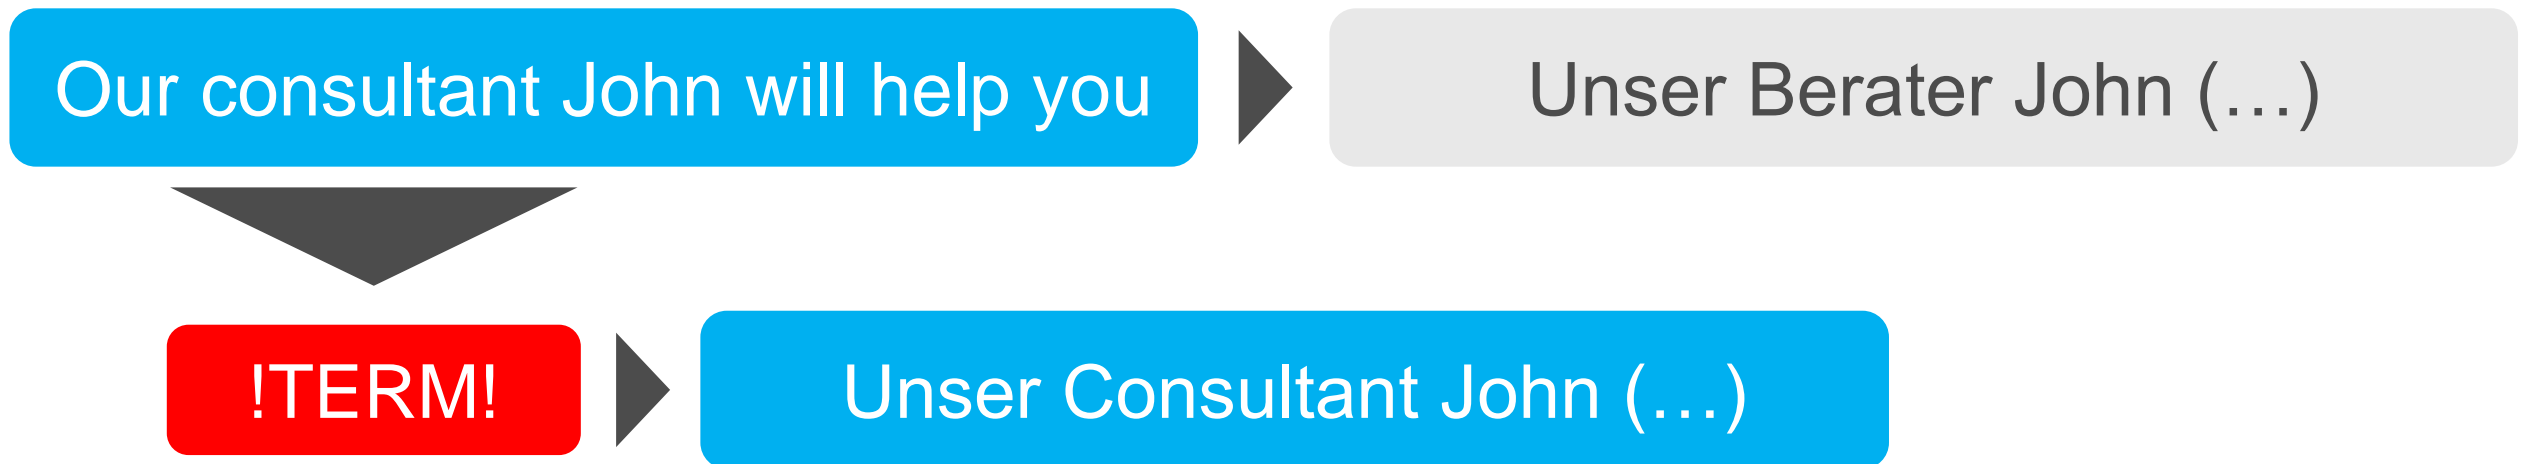 Our consultant John will help you
Unser Berater John (…)
!TERM!
Unser Consultant John (…)